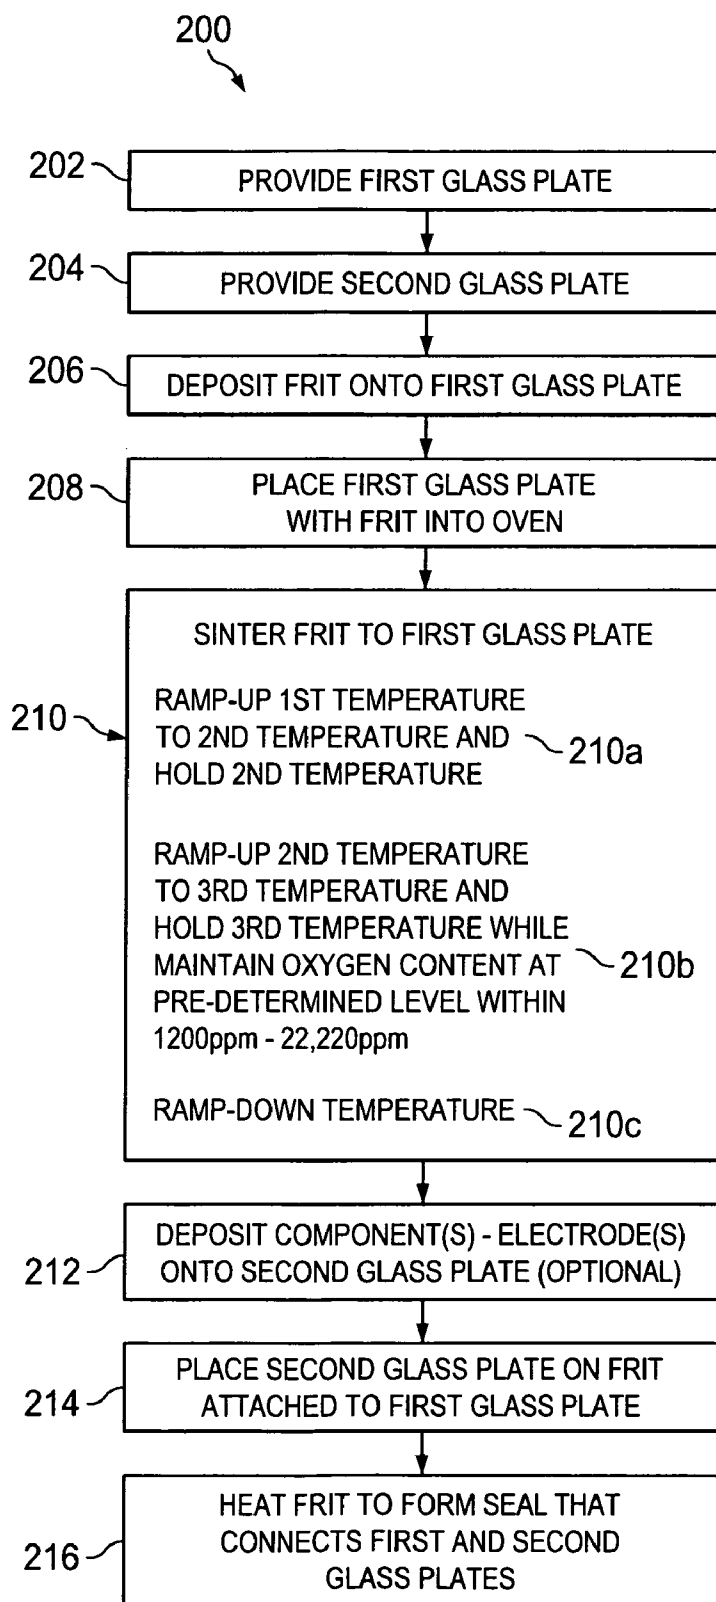 200
202
PROVIDE FIRST GLASS PLATE
204
PROVIDE SECOND GLASS PLATE
206
DEPOSIT FRIT ONTO FIRST GLASS PLATE
208
PLACE FIRST GLASS PLATE
WITH FRIT INTO OVEN
210
SINTER FRIT TO FIRST GLASS PLATE
RAMP-UP 1ST TEMPERATURE
TO 2ND TEMPERATURE AND
HOLD 2ND TEMPERATURE
210a
RAMP-UP 2ND TEMPERATURE
TO 3RD TEMPERATURE AND
HOLD 3RD TEMPERATURE WHILE
MAINTAIN OXYGEN CONTENT AT
PRE-DETERMINED LEVEL WITHIN
1200ppm - 22,220ppm
210b
RAMP-DOWN TEMPERATURE
210c
212
DEPOSIT COMPONENT(S) - ELECTRODE(S)
ONTO SECOND GLASS PLATE (OPTIONAL)
214
PLACE SECOND GLASS PLATE ON FRIT
ATTACHED TO FIRST GLASS PLATE
216
HEAT FRIT TO FORM SEAL THAT
CONNECTS FIRST AND SECOND
GLASS PLATES